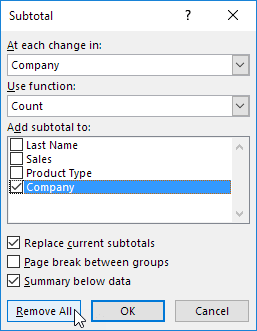 Subtotal
At each change in:
Company
Use function:
Count
Add subtotal to:
Last Name
Sales
Product Type
Company
Replace current subtotals
Page break between groups
Summary below data
Remove All
OK
Cancel